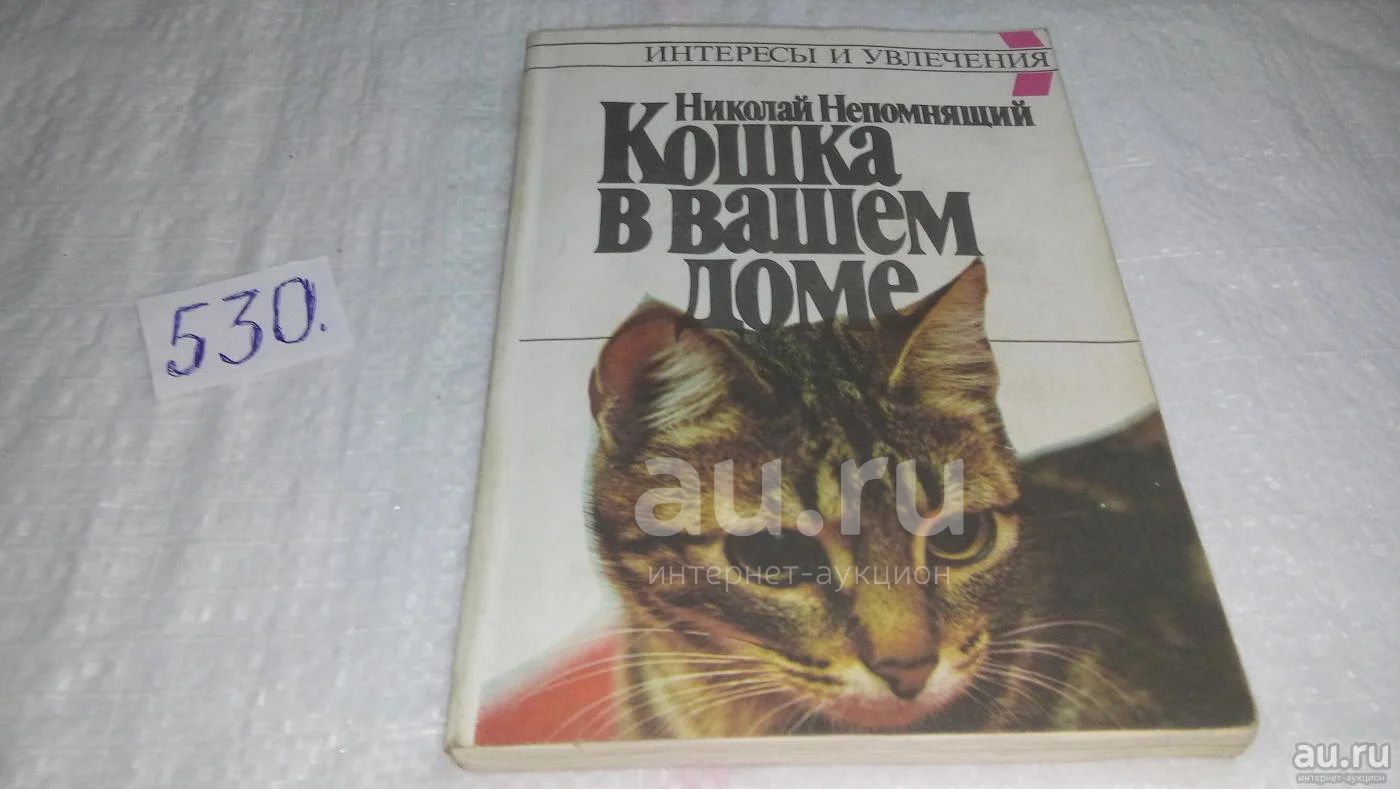 ИНТЕРЕСЫ И УВЛЕЧЕНИЯ
Николай Непомнящий
Кошка
в вашем
доме
530.
au.ru
интернет-аукцион
au.ru
интернет-аукцион